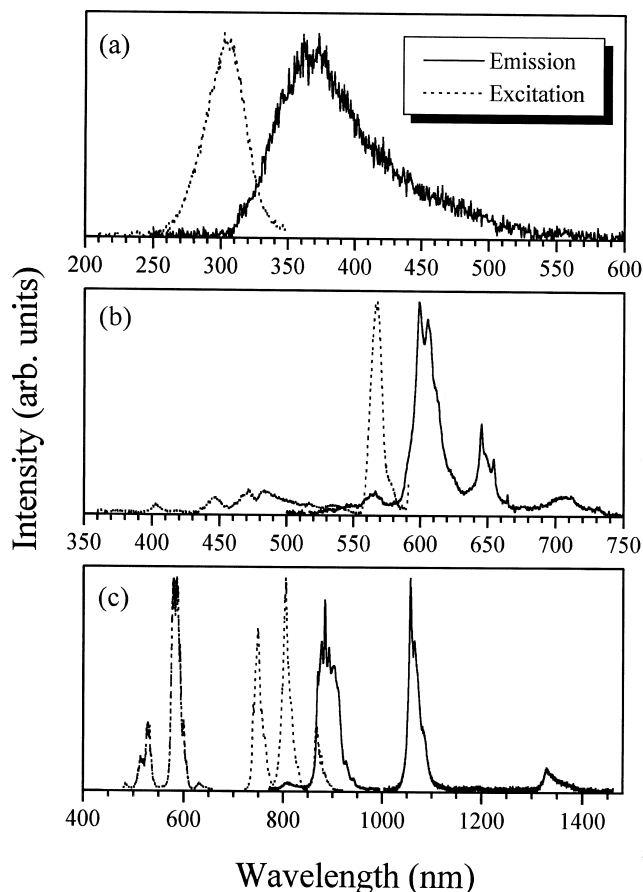 (a)
Emission
Excitation
200 250 300 350 400 450 500 550 600
(b)
350 400 450 500 550 600 650 700 750
(c)
400 600 800 1000 1200 1400
Intensity (arb. units)
Wavelength (nm)